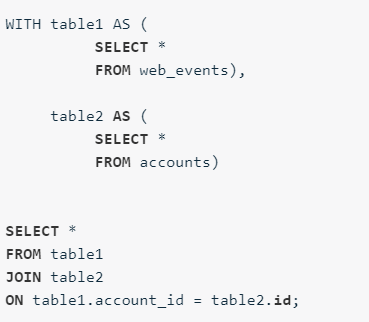 WITH table1 AS (
SELECT *
FROM web_events),
table2 AS (
SELECT *
FROM accounts)
SELECT *
FROM table1
JOIN table2
ON table1.account_id = table2.id;